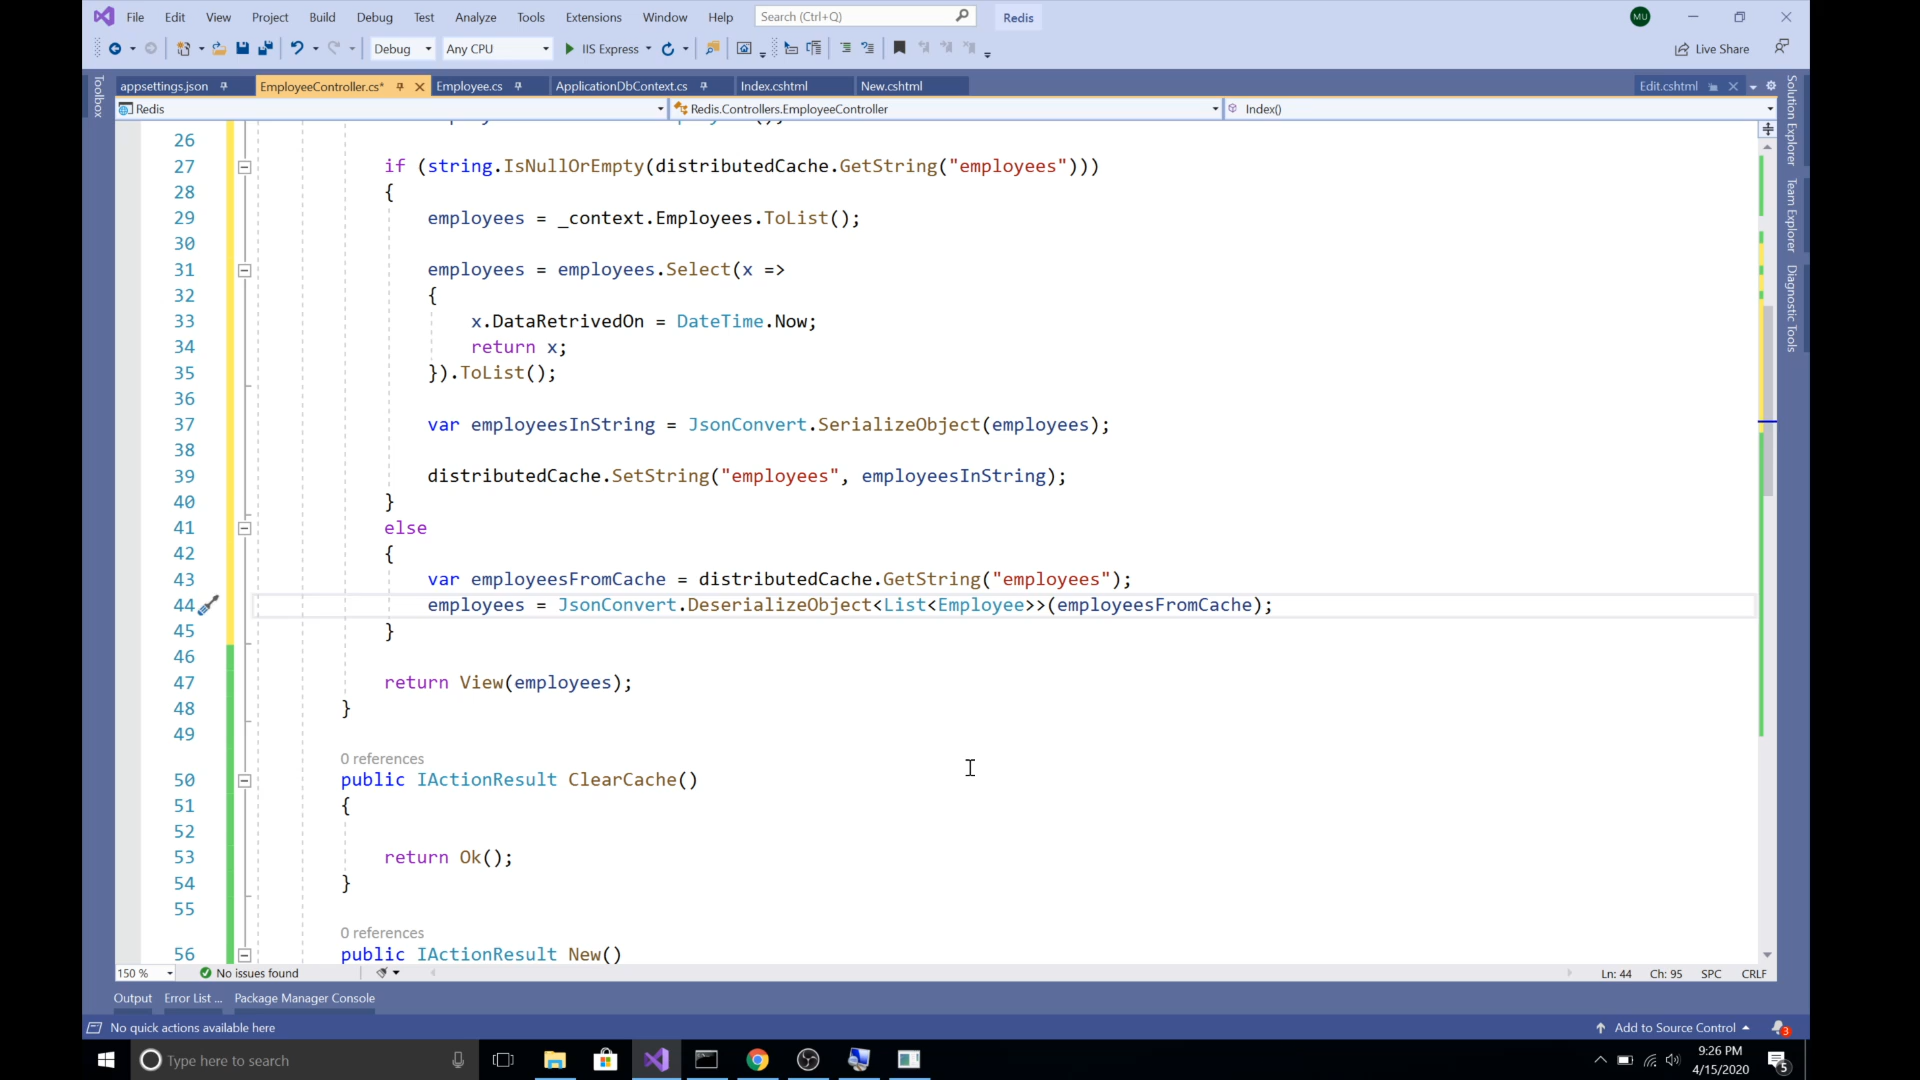 File Edit View Project Build Debug Test Analyze Tools Extensions Window Help Search (Ctrl+Q) Redis MU
Debug Any CPU IIS Express Live Share
appsettings.json EmployeeController.cs* Employee.cs ApplicationDbContext.cs Index.cshtml New.cshtml Edit.cshtml
Redis Redis.Controllers.EmployeeController Index()
Toolbox
Solution Explorer
Team Explorer
Diagnostic Tools
26
27 if (string.IsNullOrEmpty(distributedCache.GetString("employees")))
28 {
29 employees = _context.Employees.ToList();
30
31 employees = employees.Select(x =>
32 {
33 x.DataRetrivedOn = DateTime.Now;
34 return x;
35 }).ToList();
36
37 var employeesInString = JsonConvert.SerializeObject(employees);
38
39 distributedCache.SetString("employees", employeesInString);
40 }
41 else
42 {
43 var employeesFromCache = distributedCache.GetString("employees");
44 employees = JsonConvert.DeserializeObject<List<Employee>>(employeesFromCache);
45 }
46
47 return View(employees);
48 }
49
0 references
50 public IActionResult ClearCache()
51 {
52
53 return Ok();
54 }
55
0 references
56 public IActionResult New()
150 % No issues found Ln: 44 Ch: 95 SPC CRLF
Output Error List ... Package Manager Console
No quick actions available here Add to Source Control 3
Type here to search 9:26 PM
4/15/2020 5